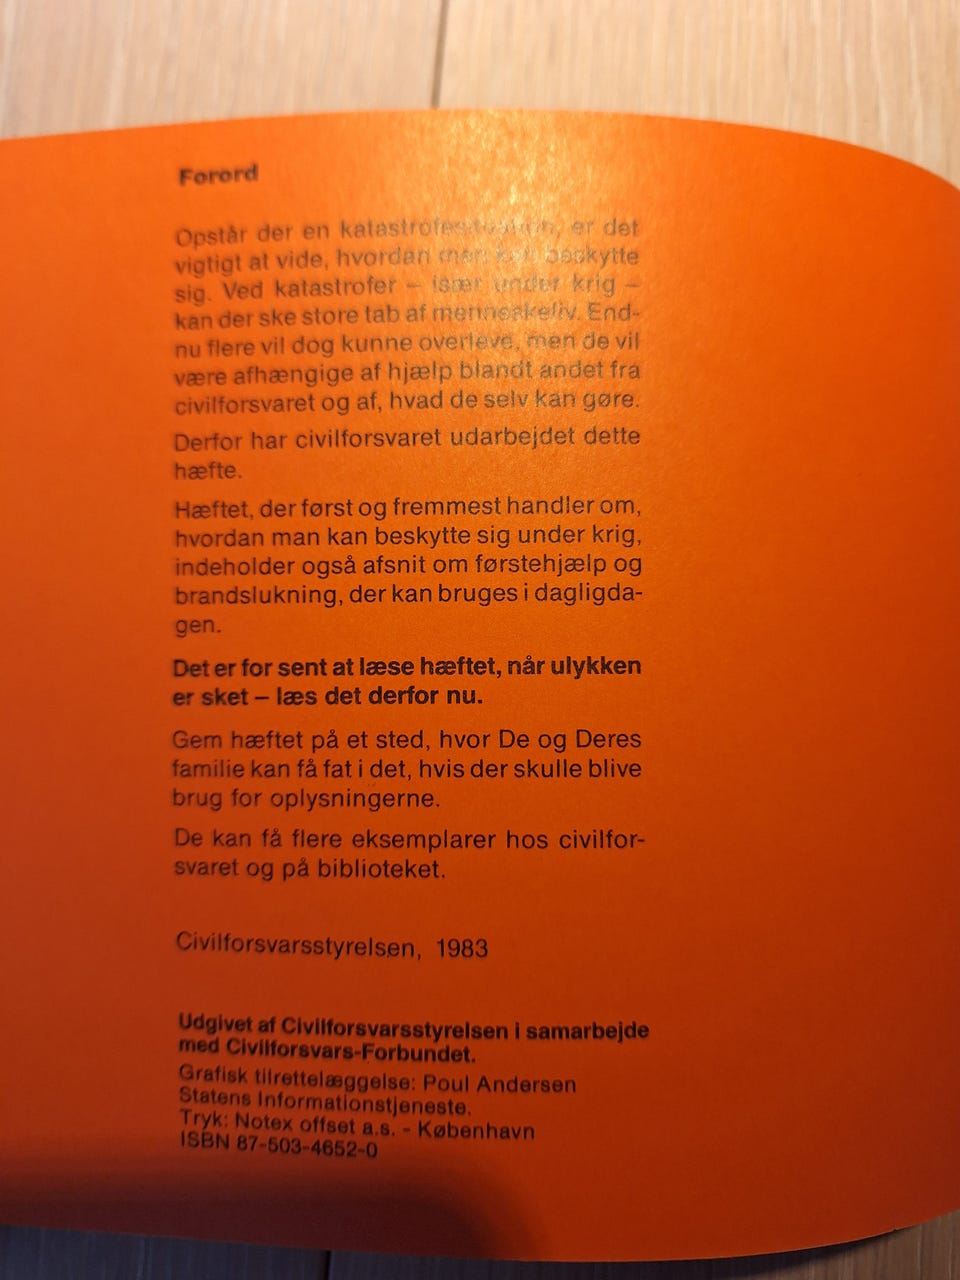 Forord
Opstår der en katastrofesituation, er det
vigtigt at vide, hvordan man kan beskytte
sig. Ved katastrofer – især under krig –
kan der ske store tab af menneskeliv. End-
nu flere vil dog kunne overleve, men de vil
være afhængige af hjælp blandt andet fra
civilforsvaret og af, hvad de selv kan gøre.
Derfor har civilforsvaret udarbejdet dette
hæfte.
Hæftet, der først og fremmest handler om,
hvordan man kan beskytte sig under krig,
indeholder også afsnit om førstehjælp og
brandslukning, der kan bruges i dagligda-
gen.
Det er for sent at læse hæftet, når ulykken
er sket – læs det derfor nu.
Gem hæftet på et sted, hvor De og Deres
familie kan få fat i det, hvis der skulle blive
brug for oplysningerne.
De kan få flere eksemplarer hos civilfor-
svaret og på biblioteket.
Civilforsvarsstyrelsen, 1983
Udgivet af Civilforsvarsstyrelsen i samarbejde
med Civilforsvars-Forbundet.
Grafisk tilrettelæggelse: Poul Andersen
Statens Informationstjeneste.
Tryk: Notex offset a.s. - København
ISBN 87-503-4652-0